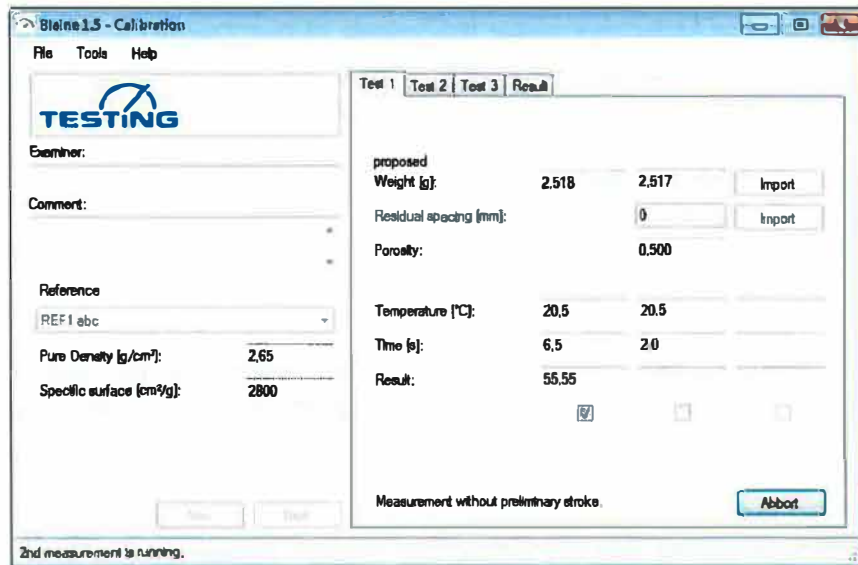 Blaine 1.5 - Calibration
File Tools Help
TESTING
Examiner:
Comment:
Reference
REF1 abc
Pure Density [g/cm³]: 2,65
Specific surface [cm²/g]: 2800
Test 1 Test 2 Test 3 Result
proposed
Weight [g]: 2,518 2,517 Import
Residual spacing [mm]: 0 Import
Porosity: 0,500
Temperature [°C]: 20,5 20,5
Time [s]: 6,5 2,0
Result: 55,55
Measurement without preliminary stroke. Abbort
2nd measurement is running.